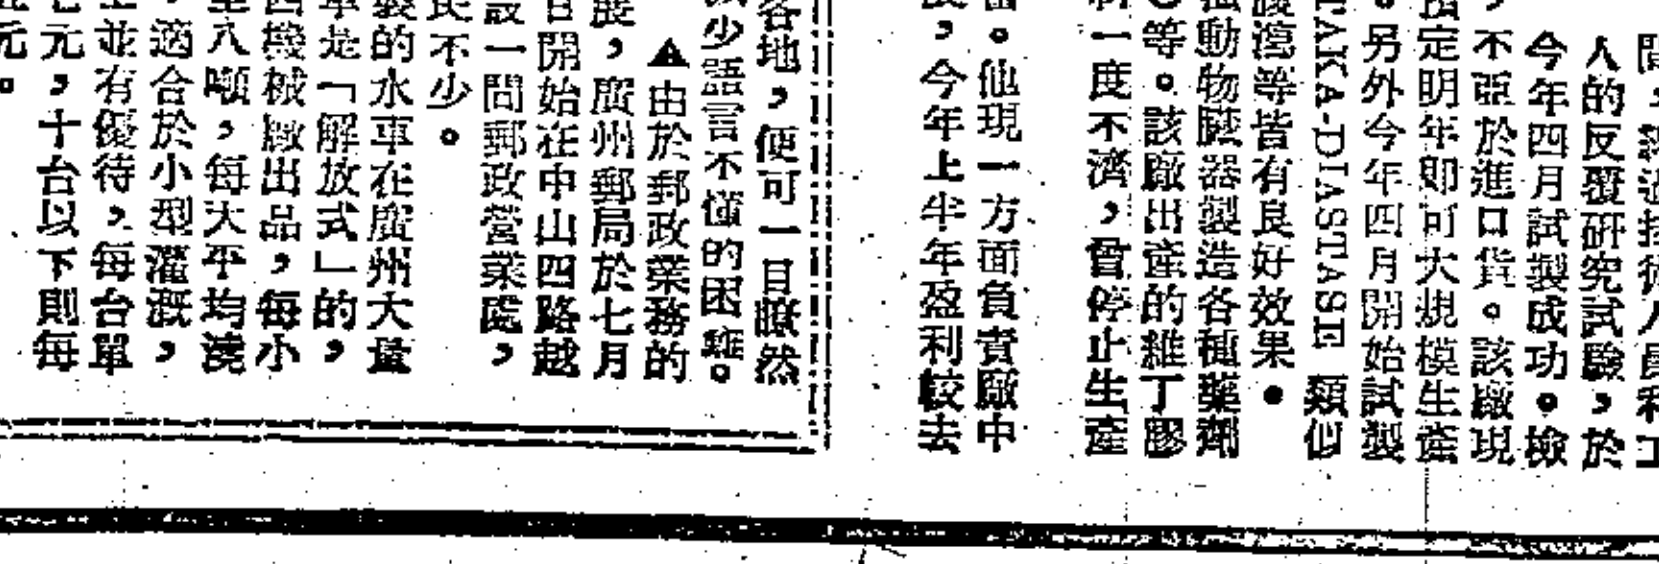 人的反覆研究試驗，於
今年四月試製成功。檢
，不亞於進口貨。該廠現
定明年即可大規模生產
。另外今年四月開始試製
TAKA-DIASTASE 類似
等皆有良好效果。
動物臟器製造各種藥劑
等。該廠出產的維丁膠
一度不濟，曾停止生產
。他現一方面負責廠中
，今年上半年盈利較去
各地，便可一目瞭然
少語言不懂的困難。
▲由於郵政業務的
展，廣州郵局於七月
日開始在中山四路越
設一間郵政營業處，
民不少。
的水車在廣州大量
是「解放式」的，
四機械廠出品，每小
八噸，每天平均澆
，適合於小型灌溉，
並有優待，每台單
元，十台以下則每
元。